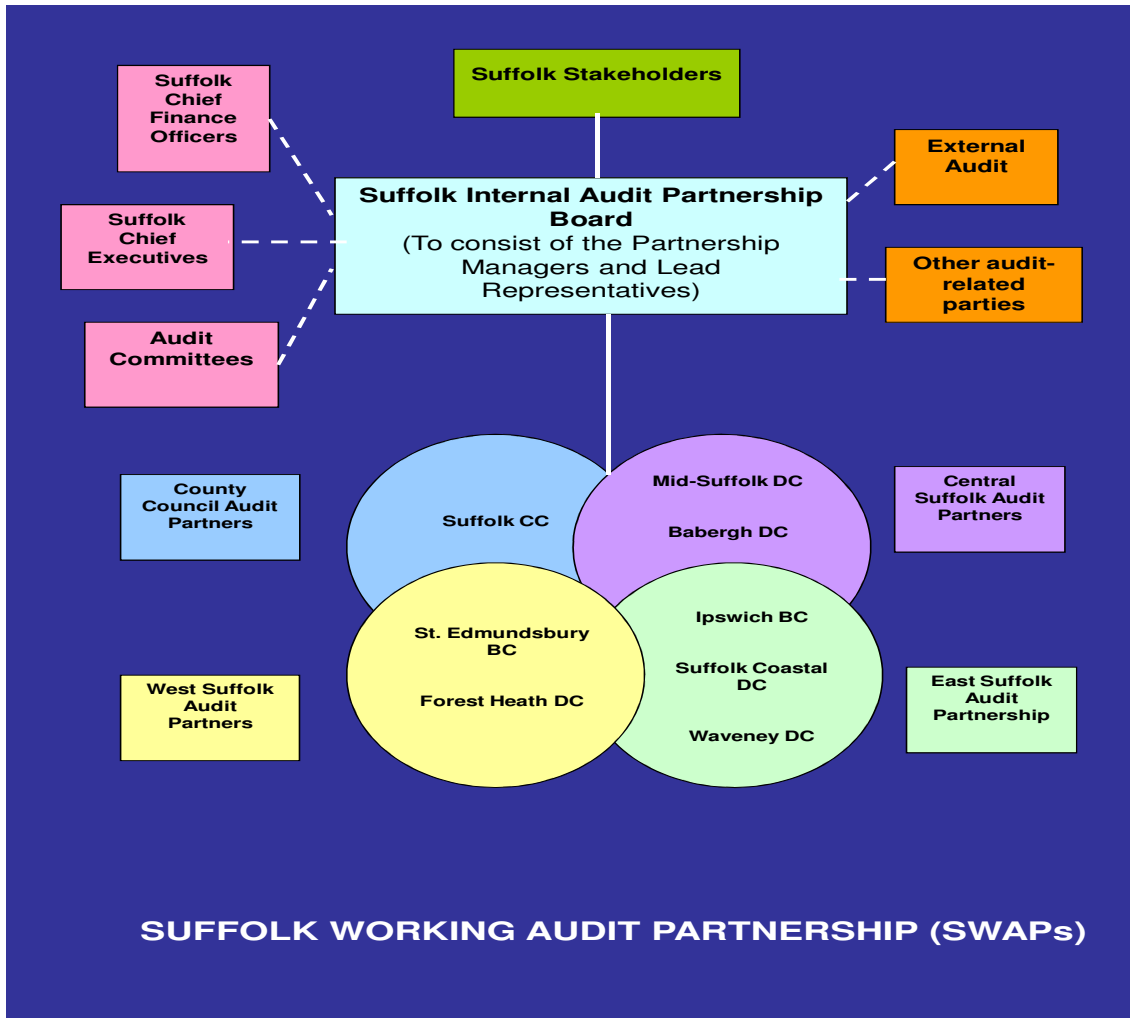 Suffolk Stakeholders
Suffolk
Chief
Finance
Officers
External
Audit
Suffolk Internal Audit Partnership
Board
(To consist of the Partnership
Managers and Lead
Representatives)
Suffolk
Chief
Executives
Other audit-
related
parties
Audit
Committees
County
Council Audit
Partners
Suffolk CC
Mid-Suffolk DC
Babergh DC
Central
Suffolk Audit
Partners
St. Edmundsbury
BC
Forest Heath DC
Ipswich BC
Suffolk Coastal
DC
Waveney DC
West Suffolk
Audit
Partners
East Suffolk
Audit
Partnership
SUFFOLK WORKING AUDIT PARTNERSHIP (SWAPs)